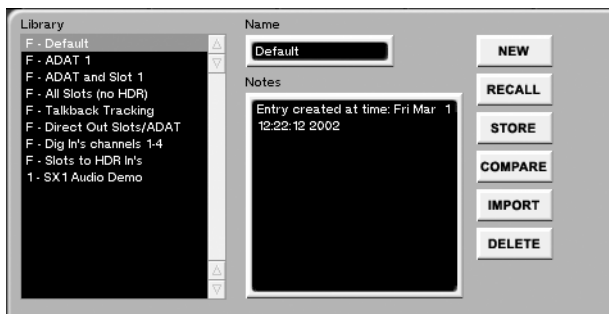 Library
F - Default
F - ADAT 1
F - ADAT and Slot 1
F - All Slots (no HDR)
F - Talkback Tracking
F - Direct Out Slots/ADAT
F - Dig In's channels 1-4
F - Slots to HDR In's
1 - SX1 Audio Demo
Name
Default
Notes
Entry created at time: Fri Mar 1
12:22:12 2002
NEW
RECALL
STORE
COMPARE
IMPORT
DELETE